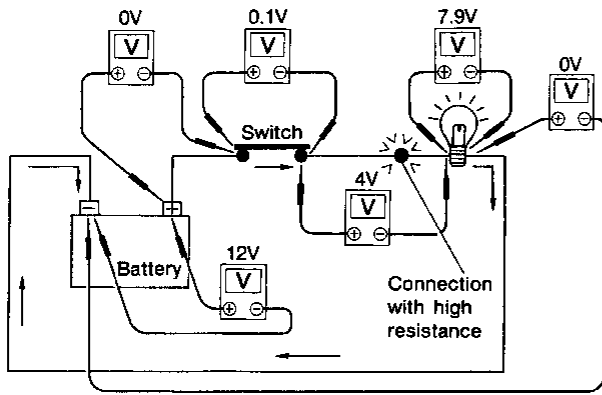 0V
0.1V
7.9V
0V
V
V
V
V
+ −
+ −
+ −
+ −
Switch
4V
V
+ −
− +
Battery
12V
V
+ −
Connection
with high
resistance